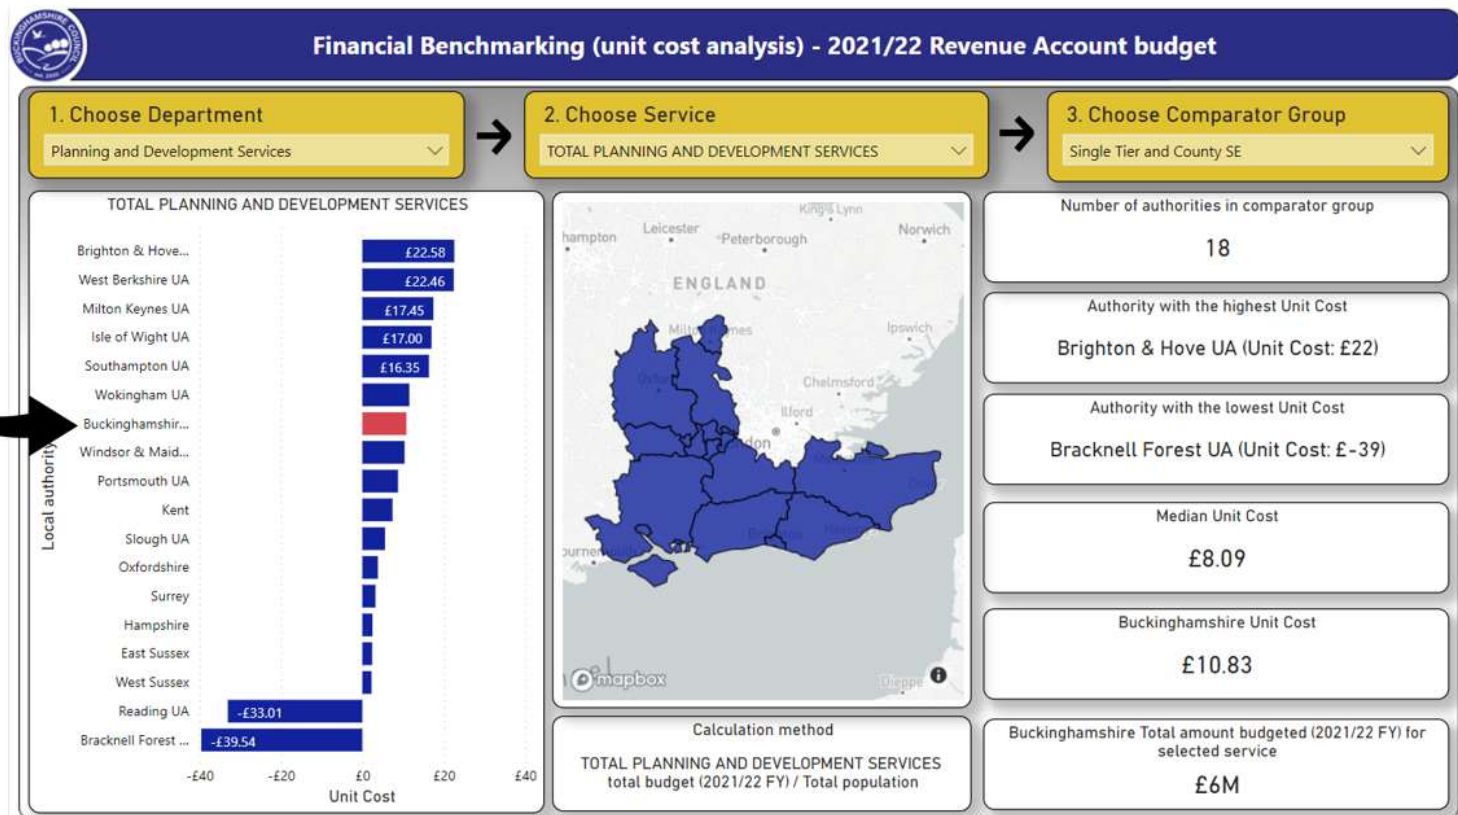 BUCKINGHAMSHIRE COUNCIL
Financial Benchmarking (unit cost analysis) - 2021/22 Revenue Account budget
1. Choose Department
Planning and Development Services
2. Choose Service
TOTAL PLANNING AND DEVELOPMENT SERVICES
3. Choose Comparator Group
Single Tier and County SE
TOTAL PLANNING AND DEVELOPMENT SERVICES
Local authority
Brighton & Hove... £22.58
West Berkshire UA £22.46
Milton Keynes UA £17.45
Isle of Wight UA £17.00
Southampton UA £16.35
Wokingham UA
Buckinghamshir...
Windsor & Maid...
Portsmouth UA
Kent
Slough UA
Oxfordshire
Surrey
Hampshire
East Sussex
West Sussex
Reading UA -£33.01
Bracknell Forest ... -£39.54
-£40 -£20 £0 £20 £40
Unit Cost
King's Lynn
hampton
Leicester
Peterborough
Norwich
ENGLAND
Ipswich
Chelmsford
Ilford
don
Dieppe
mapbox
Calculation method
TOTAL PLANNING AND DEVELOPMENT SERVICES
total budget (2021/22 FY) / Total population
Number of authorities in comparator group
18
Authority with the highest Unit Cost
Brighton & Hove UA (Unit Cost: £22)
Authority with the lowest Unit Cost
Bracknell Forest UA (Unit Cost: £-39)
Median Unit Cost
£8.09
Buckinghamshire Unit Cost
£10.83
Buckinghamshire Total amount budgeted (2021/22 FY) for
selected service
£6M